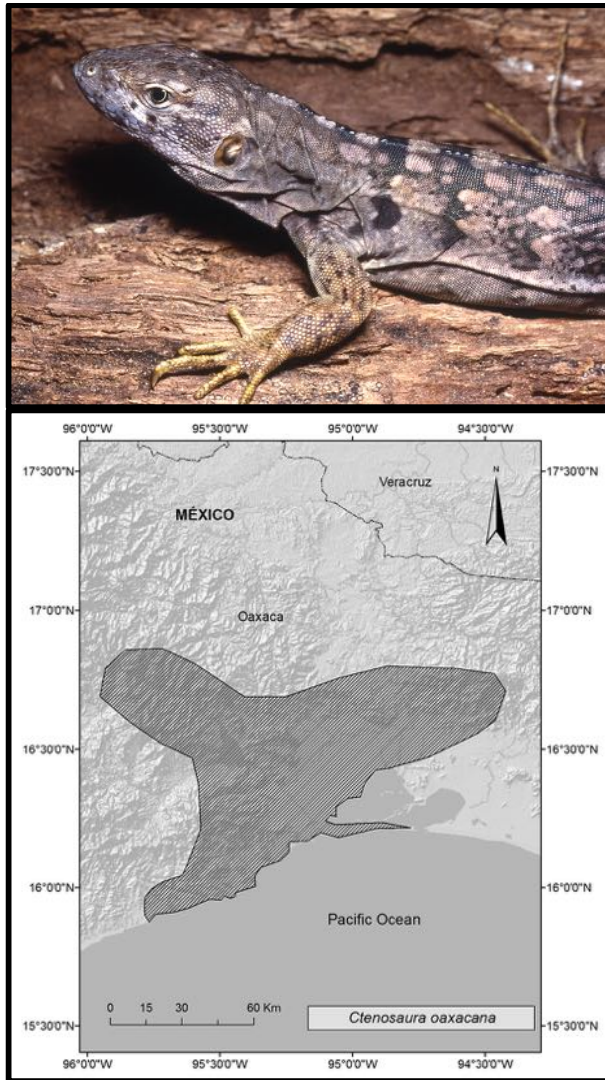 96°0'0"W 95°30'0"W 95°0'0"W 94°30'0"W
17°30'0"N 17°30'0"N
Veracruz
N
MÉXICO
17°0'0"N 17°0'0"N
Oaxaca
16°30'0"N 16°30'0"N
16°0'0"N 16°0'0"N
Pacific Ocean
0 15 30 60 Km
Ctenosaura oaxacana
15°30'0"N 15°30'0"N
96°0'0"W 95°30'0"W 95°0'0"W 94°30'0"W